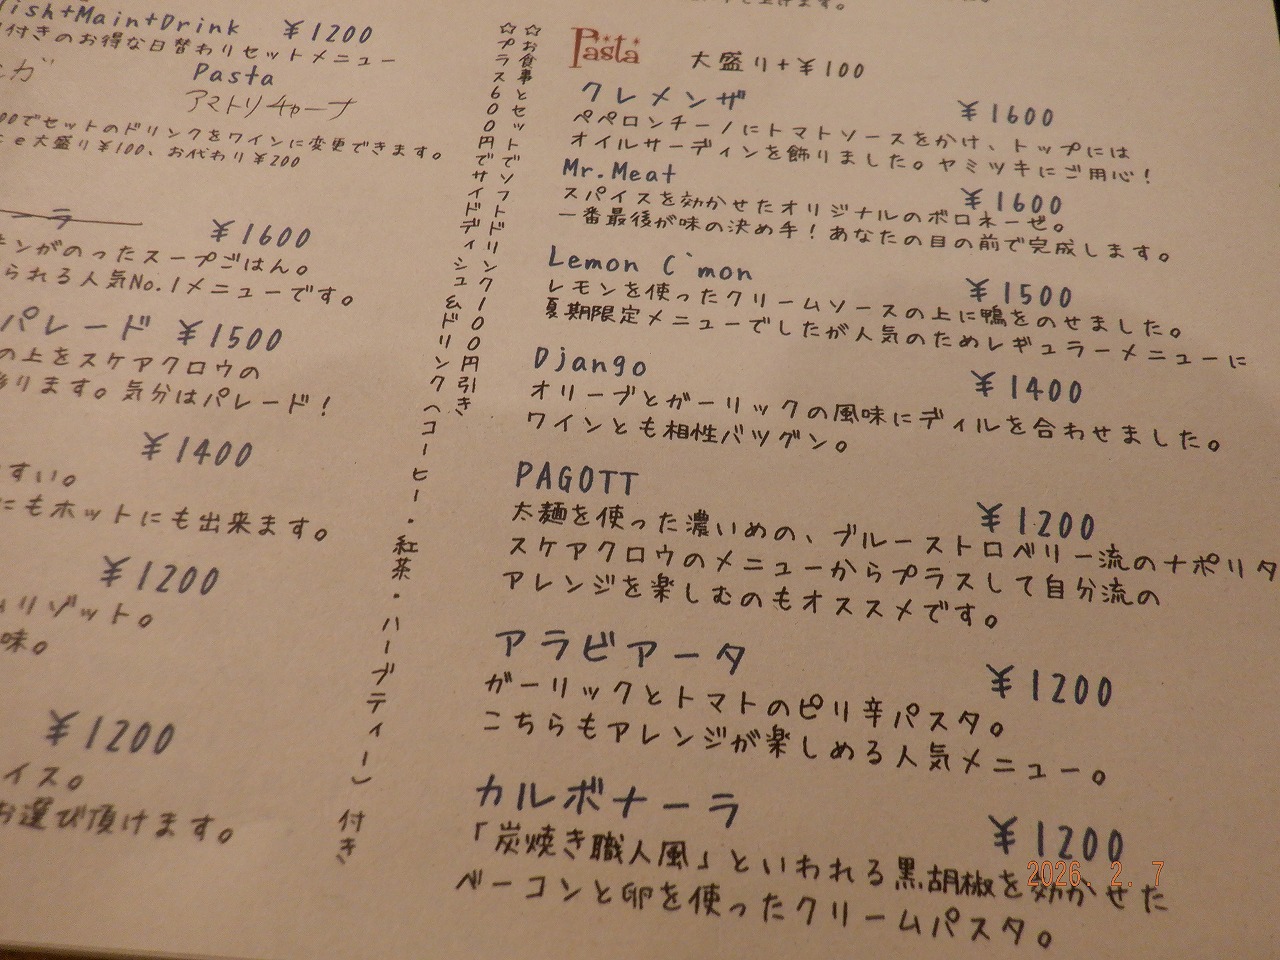 ish+Main+Drink ¥1200
付きのお得な日替わりセットメニュー
Pasta
アマトリチャーナ
00でセットのドリンクをワインに変更できます。
大盛り¥100、お代わり¥200
ーラ ¥1600
キンがのったスープごはん。
られる人気No.1メニューです。
パレード ¥1500
の上をスケアクロウの
ります。気分はパレード!
¥1400
すい。
にもホットにも出来ます。
¥1200
リゾット。
味。
¥1200
イス。
お選び頂けます。
☆お食事とセットでソフトドリンク100円引き
☆プラス600円でサイドディシュ&ドリンク(コーヒー・紅茶・ハーブティー)付き
ます。
Pasta 大盛り+¥100
クレメンザ ¥1600
ペペロンチーノにトマトソースをかけ、トップには
オイルサーディンを飾りました。ヤミツキにご用心!
Mr.Meat ¥1600
スパイスを効かせたオリジナルのボロネーゼ。
一番最後が味の決め手!あなたの目の前で完成します。
Lemon C'mon ¥1500
レモンを使ったクリームソースの上に鴨をのせました。
夏期限定メニューでしたが人気のためレギュラーメニューに
Django ¥1400
オリーブとガーリックの風味にディルを合わせました。
ワインとも相性バツグン。
PAGOTT ¥1200
太麺を使った濃いめの、ブルーストロベリー流のナポリタ
スケアクロウのメニューからプラスして自分流の
アレンジを楽しむのもオススメです。
アラビアータ ¥1200
ガーリックとトマトのピリ辛パスタ。
こちらもアレンジが楽しめる人気メニュー。
カルボナーラ ¥1200
「炭焼き職人風」といわれる黒胡椒を効かせた
ベーコンと卵を使ったクリームパスタ。
2026. 2. 7